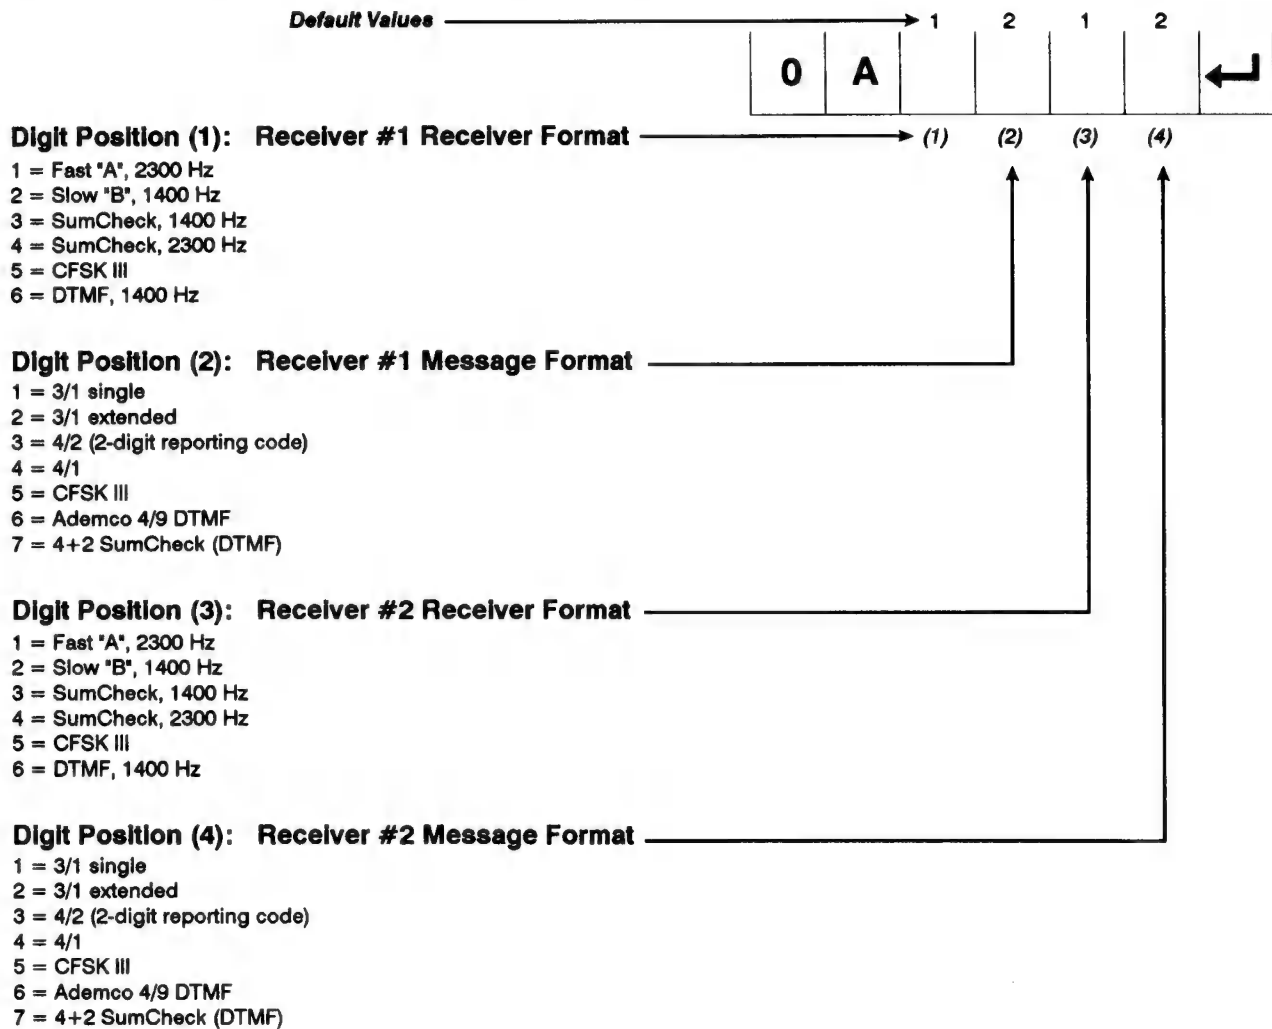 Default Values 1 2 1 2
0 A
Digit Position (1): Receiver #1 Receiver Format (1) (2) (3) (4)
1 = Fast "A", 2300 Hz
2 = Slow "B", 1400 Hz
3 = SumCheck, 1400 Hz
4 = SumCheck, 2300 Hz
5 = CFSK III
6 = DTMF, 1400 Hz
Digit Position (2): Receiver #1 Message Format
1 = 3/1 single
2 = 3/1 extended
3 = 4/2 (2-digit reporting code)
4 = 4/1
5 = CFSK III
6 = Ademco 4/9 DTMF
7 = 4+2 SumCheck (DTMF)
Digit Position (3): Receiver #2 Receiver Format
1 = Fast "A", 2300 Hz
2 = Slow "B", 1400 Hz
3 = SumCheck, 1400 Hz
4 = SumCheck, 2300 Hz
5 = CFSK III
6 = DTMF, 1400 Hz
Digit Position (4): Receiver #2 Message Format
1 = 3/1 single
2 = 3/1 extended
3 = 4/2 (2-digit reporting code)
4 = 4/1
5 = CFSK III
6 = Ademco 4/9 DTMF
7 = 4+2 SumCheck (DTMF)